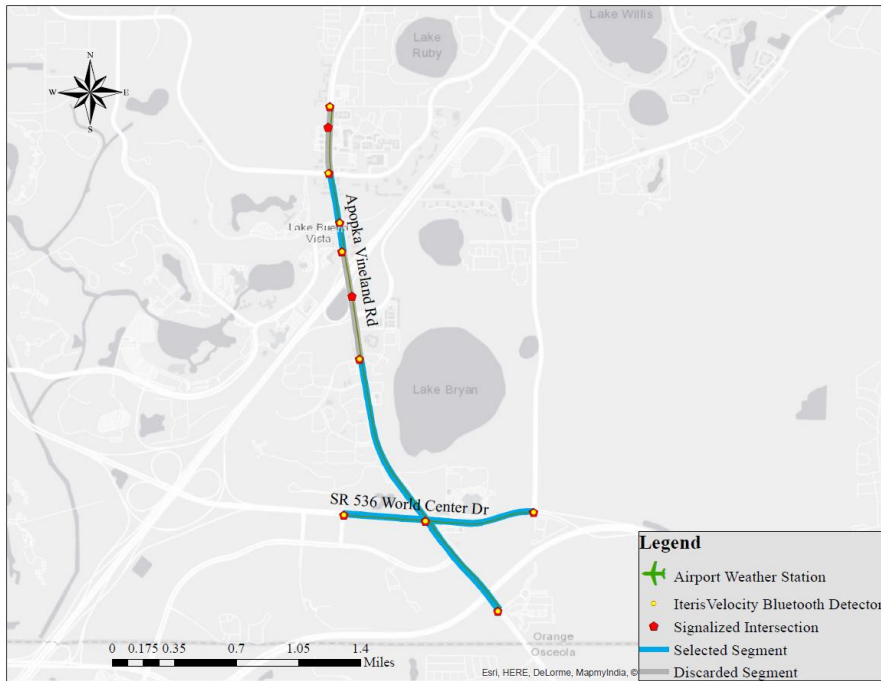 Lake Willis
Lake
Ruby
N
W
E
S
Apopka Vineland Rd
Lake Buena
Vista
Lake Bryan
SR 536 World Center Dr
Legend
Airport Weather Station
IterisVelocity Bluetooth Detector
Signalized Intersection
Selected Segment
Discarded Segment
Orange
Osceola
0 0.175 0.35 0.7 1.05 1.4
Miles
Esri, HERE, DeLorme, MapmyIndia, ©